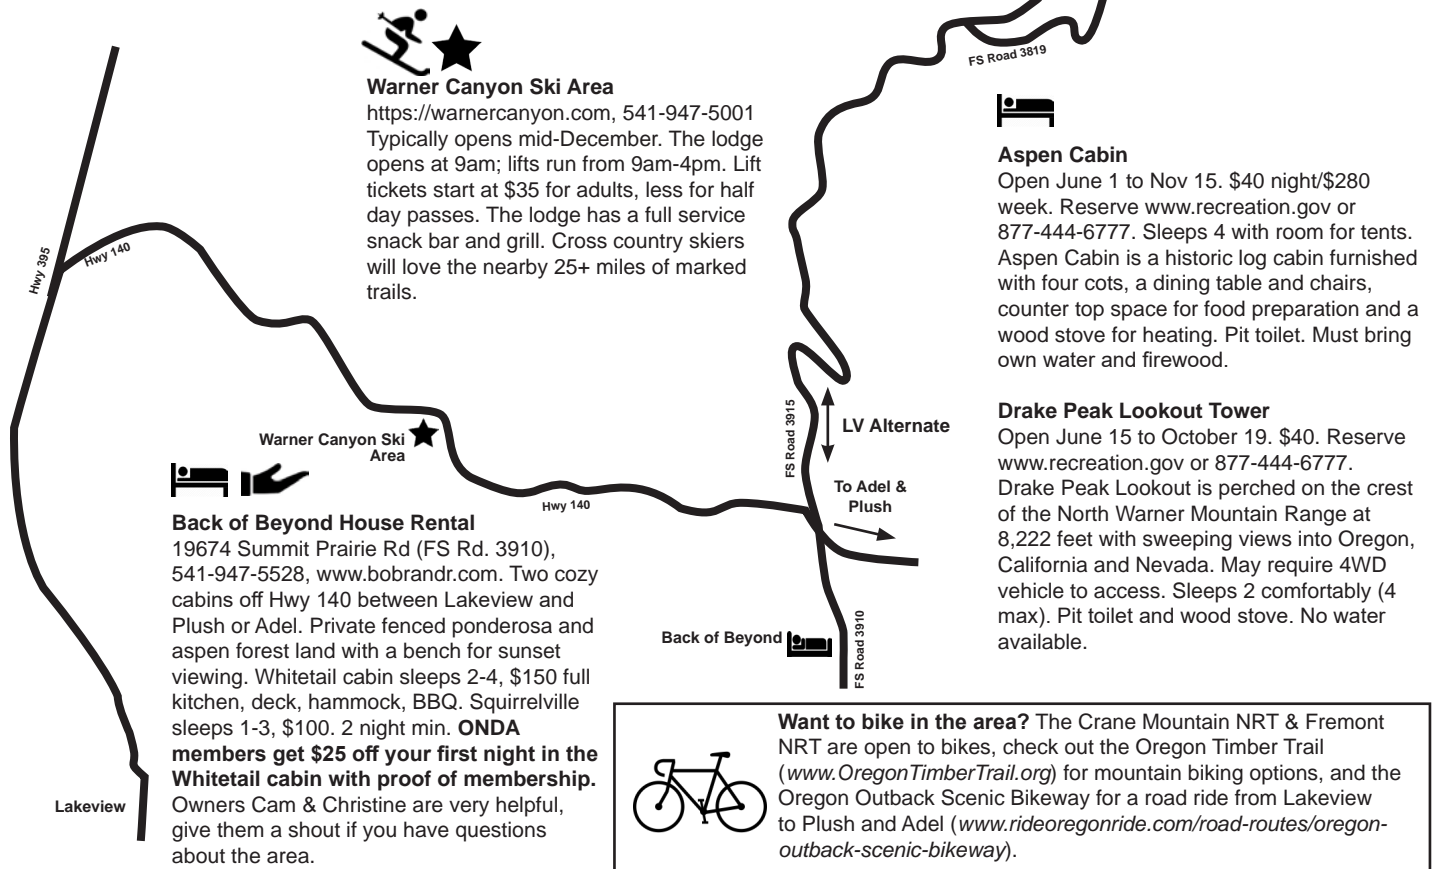 FS Road 3819
Warner Canyon Ski Area
https://warnercanyon.com, 541-947-5001
Typically opens mid-December. The lodge
opens at 9am; lifts run from 9am-4pm. Lift
tickets start at $35 for adults, less for half
day passes. The lodge has a full service
snack bar and grill. Cross country skiers
will love the nearby 25+ miles of marked
trails.
Aspen Cabin
Open June 1 to Nov 15. $40 night/$280
week. Reserve www.recreation.gov or
877-444-6777. Sleeps 4 with room for tents.
Aspen Cabin is a historic log cabin furnished
with four cots, a dining table and chairs,
counter top space for food preparation and a
wood stove for heating. Pit toilet. Must bring
own water and firewood.
Drake Peak Lookout Tower
Open June 15 to October 19. $40. Reserve
www.recreation.gov or 877-444-6777.
Drake Peak Lookout is perched on the crest
of the North Warner Mountain Range at
8,222 feet with sweeping views into Oregon,
California and Nevada. May require 4WD
vehicle to access. Sleeps 2 comfortably (4
max). Pit toilet and wood stove. No water
available.
Hwy 395
Hwy 140
FS Road 3915
LV Alternate
Warner Canyon Ski
Area
To Adel &
Plush
Hwy 140
Back of Beyond House Rental
19674 Summit Prairie Rd (FS Rd. 3910),
541-947-5528, www.bobrandr.com. Two cozy
cabins off Hwy 140 between Lakeview and
Plush or Adel. Private fenced ponderosa and
aspen forest land with a bench for sunset
viewing. Whitetail cabin sleeps 2-4, $150 full
kitchen, deck, hammock, BBQ. Squirrelville
sleeps 1-3, $100. 2 night min. ONDA
members get $25 off your first night in the
Whitetail cabin with proof of membership.
Owners Cam & Christine are very helpful,
give them a shout if you have questions
about the area.
Back of Beyond
FS Road 3910
Lakeview
Want to bike in the area? The Crane Mountain NRT & Fremont
NRT are open to bikes, check out the Oregon Timber Trail
(www.OregonTimberTrail.org) for mountain biking options, and the
Oregon Outback Scenic Bikeway for a road ride from Lakeview
to Plush and Adel (www.rideoregonride.com/road-routes/oregon-
outback-scenic-bikeway).